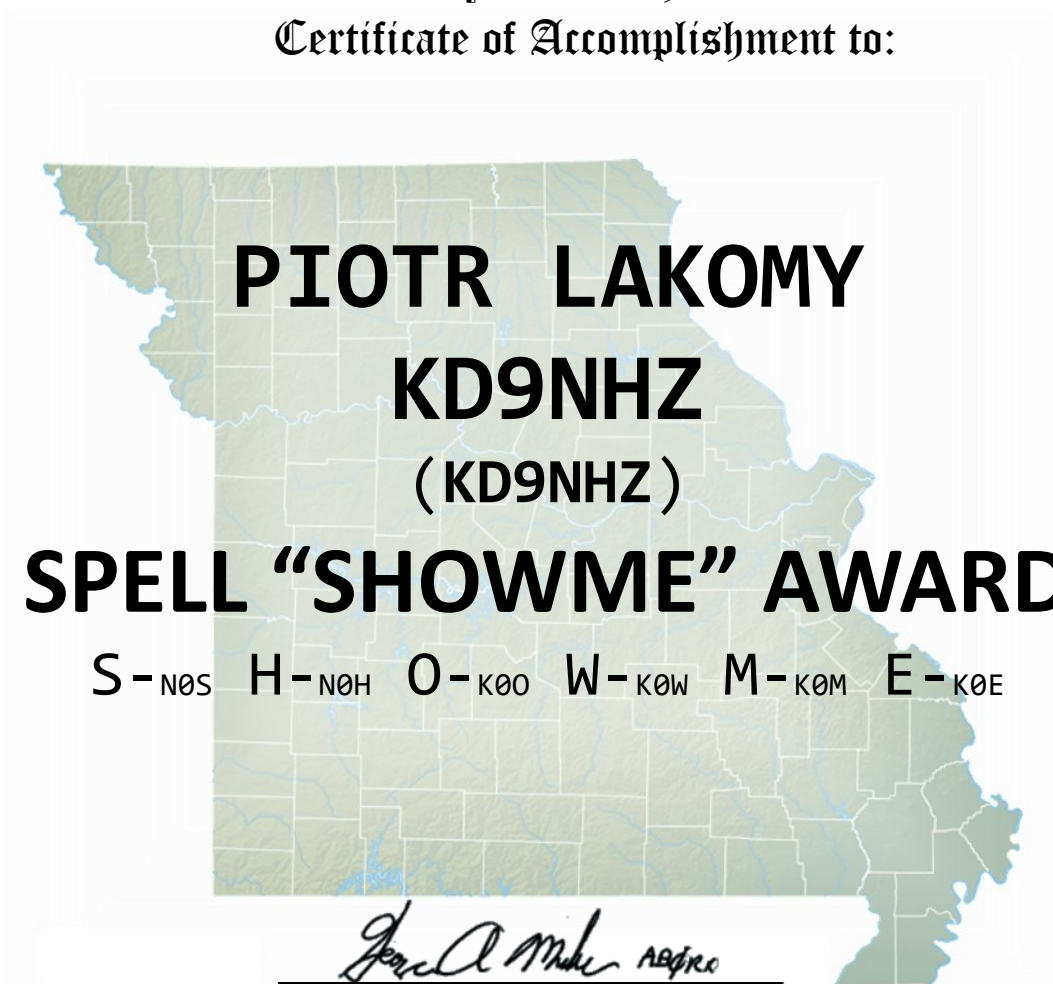 Certificate of Accomplishment to:
PIOTR LAKOMY
KD9NHZ
(KD9NHZ)
SPELL “SHOWME” AWARD
S-N0S H-N0H O-K0O W-K0W M-K0M E-K0E